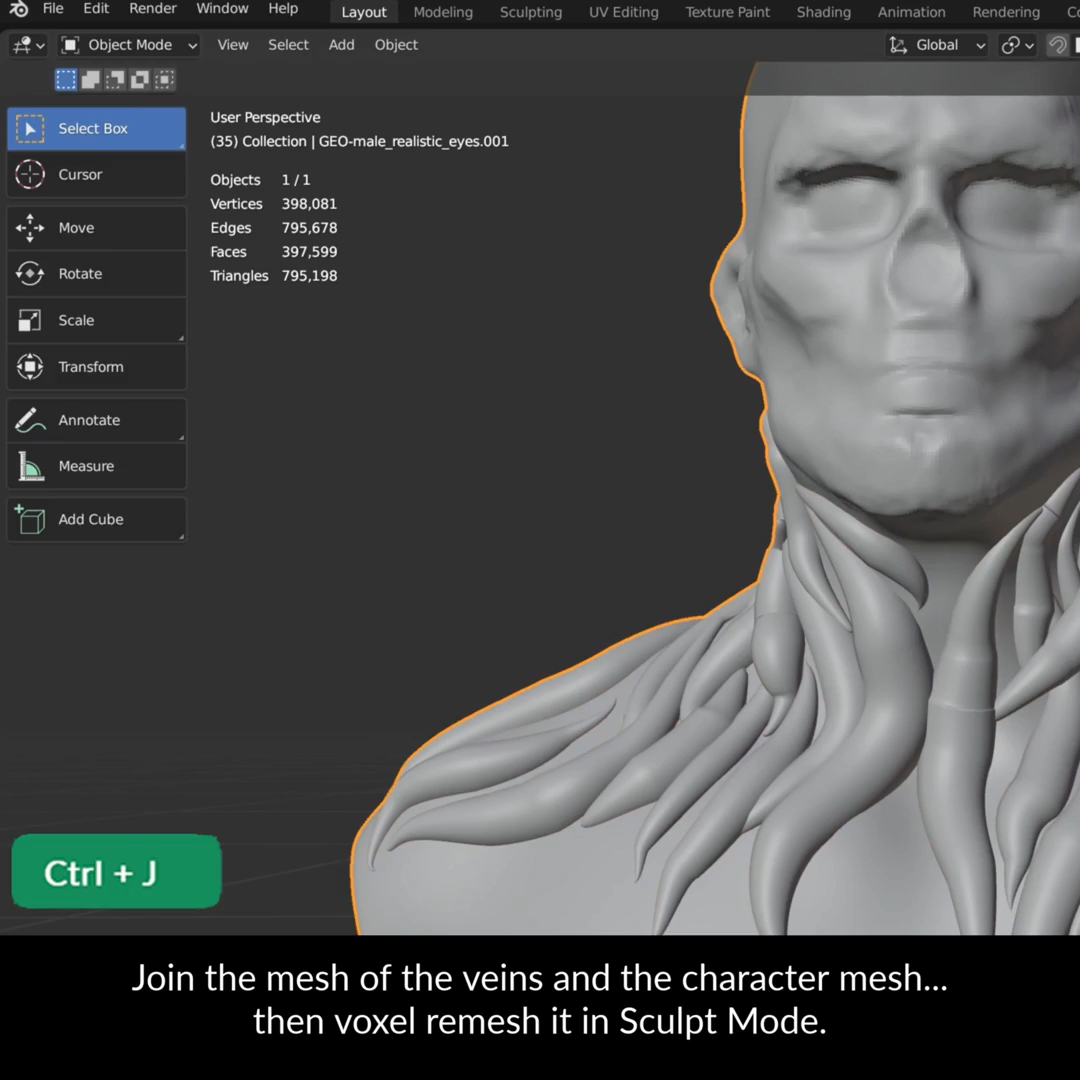 File Edit Render Window Help Layout Modeling Sculpting UV Editing Texture Paint Shading Animation Rendering
Object Mode View Select Add Object Global
Select Box
Cursor
Move
Rotate
Scale
Transform
Annotate
Measure
Add Cube
User Perspective
(35) Collection | GEO-male_realistic_eyes.001
Objects 1 / 1
Vertices 398,081
Edges 795,678
Faces 397,599
Triangles 795,198
Ctrl + J
Join the mesh of the veins and the character mesh...
then voxel remesh it in Sculpt Mode.